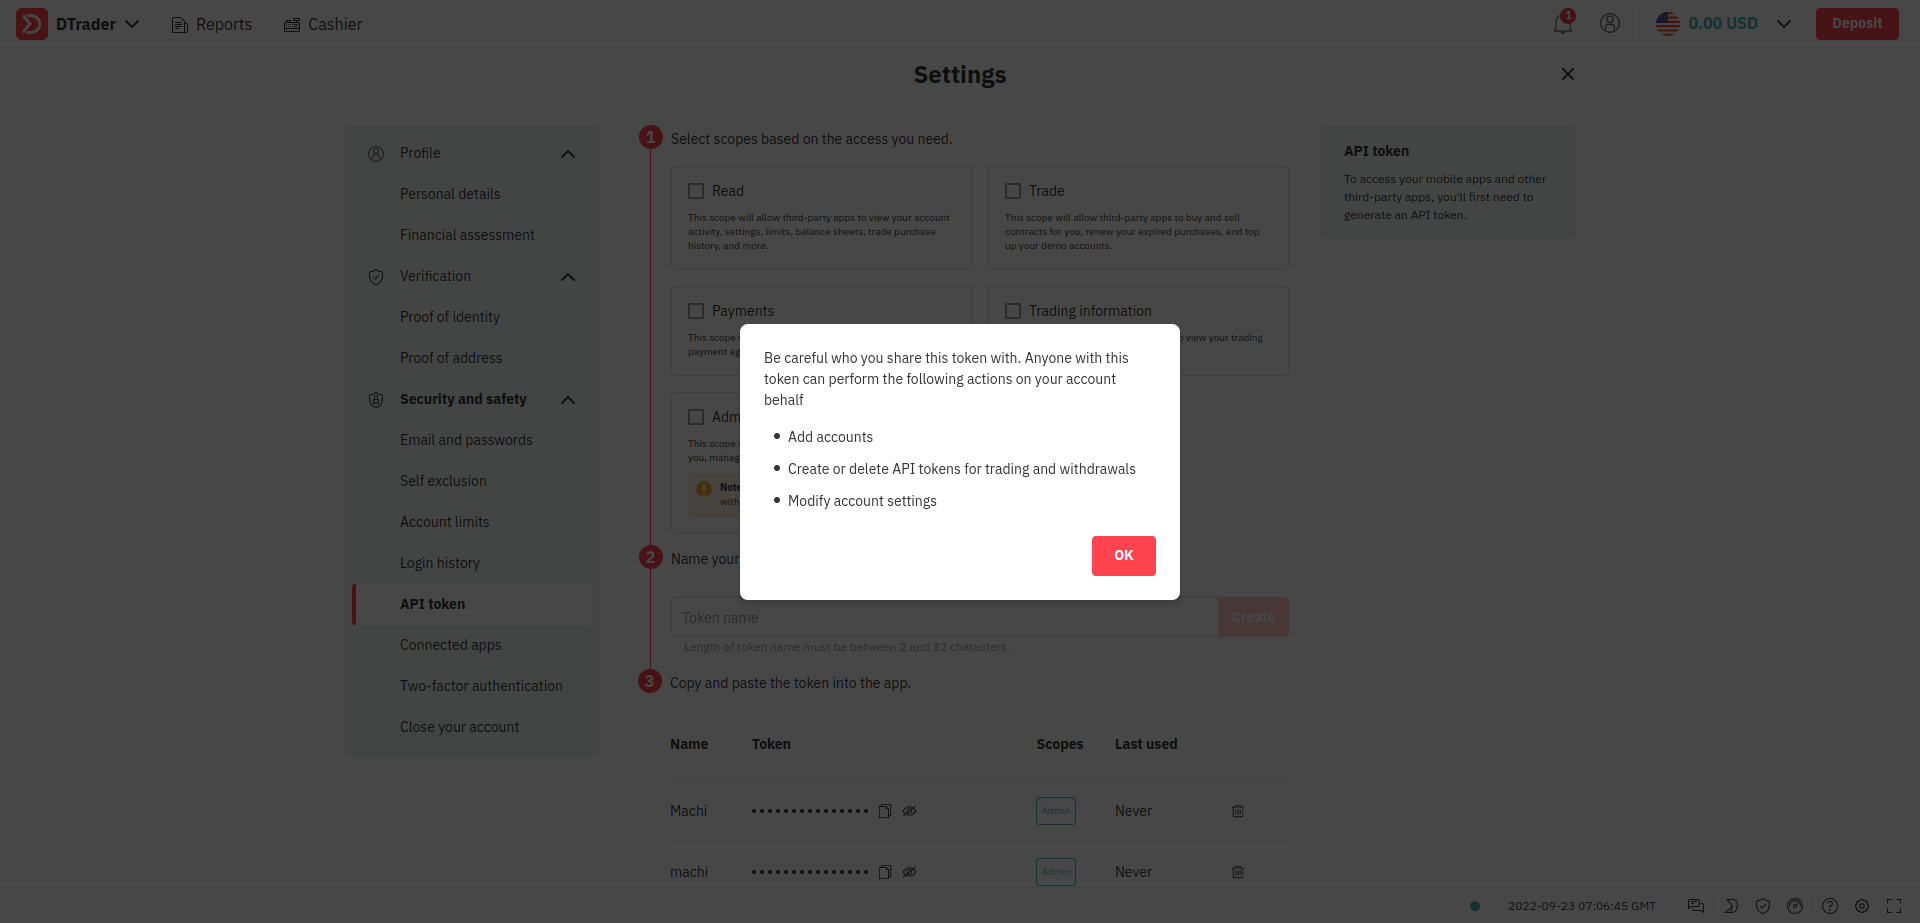 DTrader
Reports
Cashier
1
0.00 USD
Deposit
Settings
Profile
Personal details
Financial assessment
Verification
Proof of identity
Proof of address
Security and safety
Email and passwords
Self exclusion
Account limits
Login history
API token
Connected apps
Two-factor authentication
Close your account
1
Select scopes based on the access you need.
Read
This scope will allow third-party apps to view your account
activity, settings, limits, balance sheets, trade purchase
history, and more.
Trade
This scope will allow third-party apps to buy and sell
contracts for you, renew your expired purchases, and top
up your demo accounts.
Payments
This scope
payment
Trading information
view your trading
This scope
you,
Note
with
Be careful who you share this token with. Anyone with this
token can perform the following actions on your account
behalf
• Add accounts
• Create or delete API tokens for trading and withdrawals
• Modify account settings
OK
2
Name your
Token name
Create
Length of token name must be between 2 and 32 characters.
3
Copy and paste the token into the app.
Name Token Scopes Last used
Machi Admin Never
machi Admin Never
API token
To access your mobile apps and other
third-party apps, you'll first need to
generate an API token.
2022-09-23 07:06:45 GMT